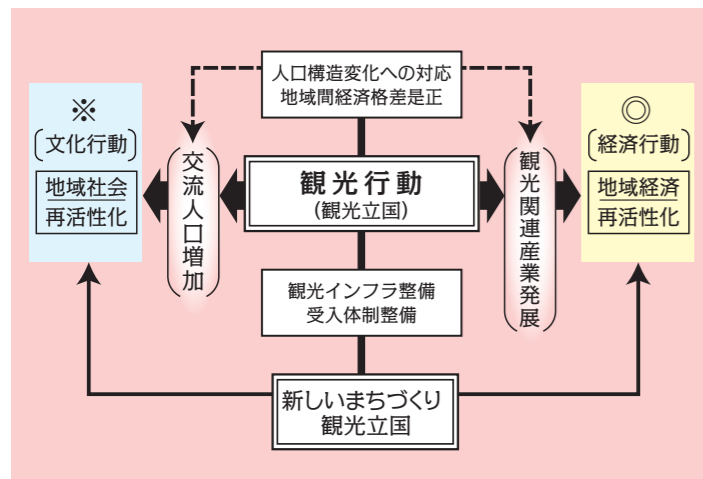 人口構造変化への対応
地域間経済格差是正
※
(文化行動)
地域社会
再活性化
交流人口増加
観光行動
(観光立国)
観光関連産業発展
◎
(経済行動)
地域経済
再活性化
観光インフラ整備
受入体制整備
新しいまちづくり
観光立国